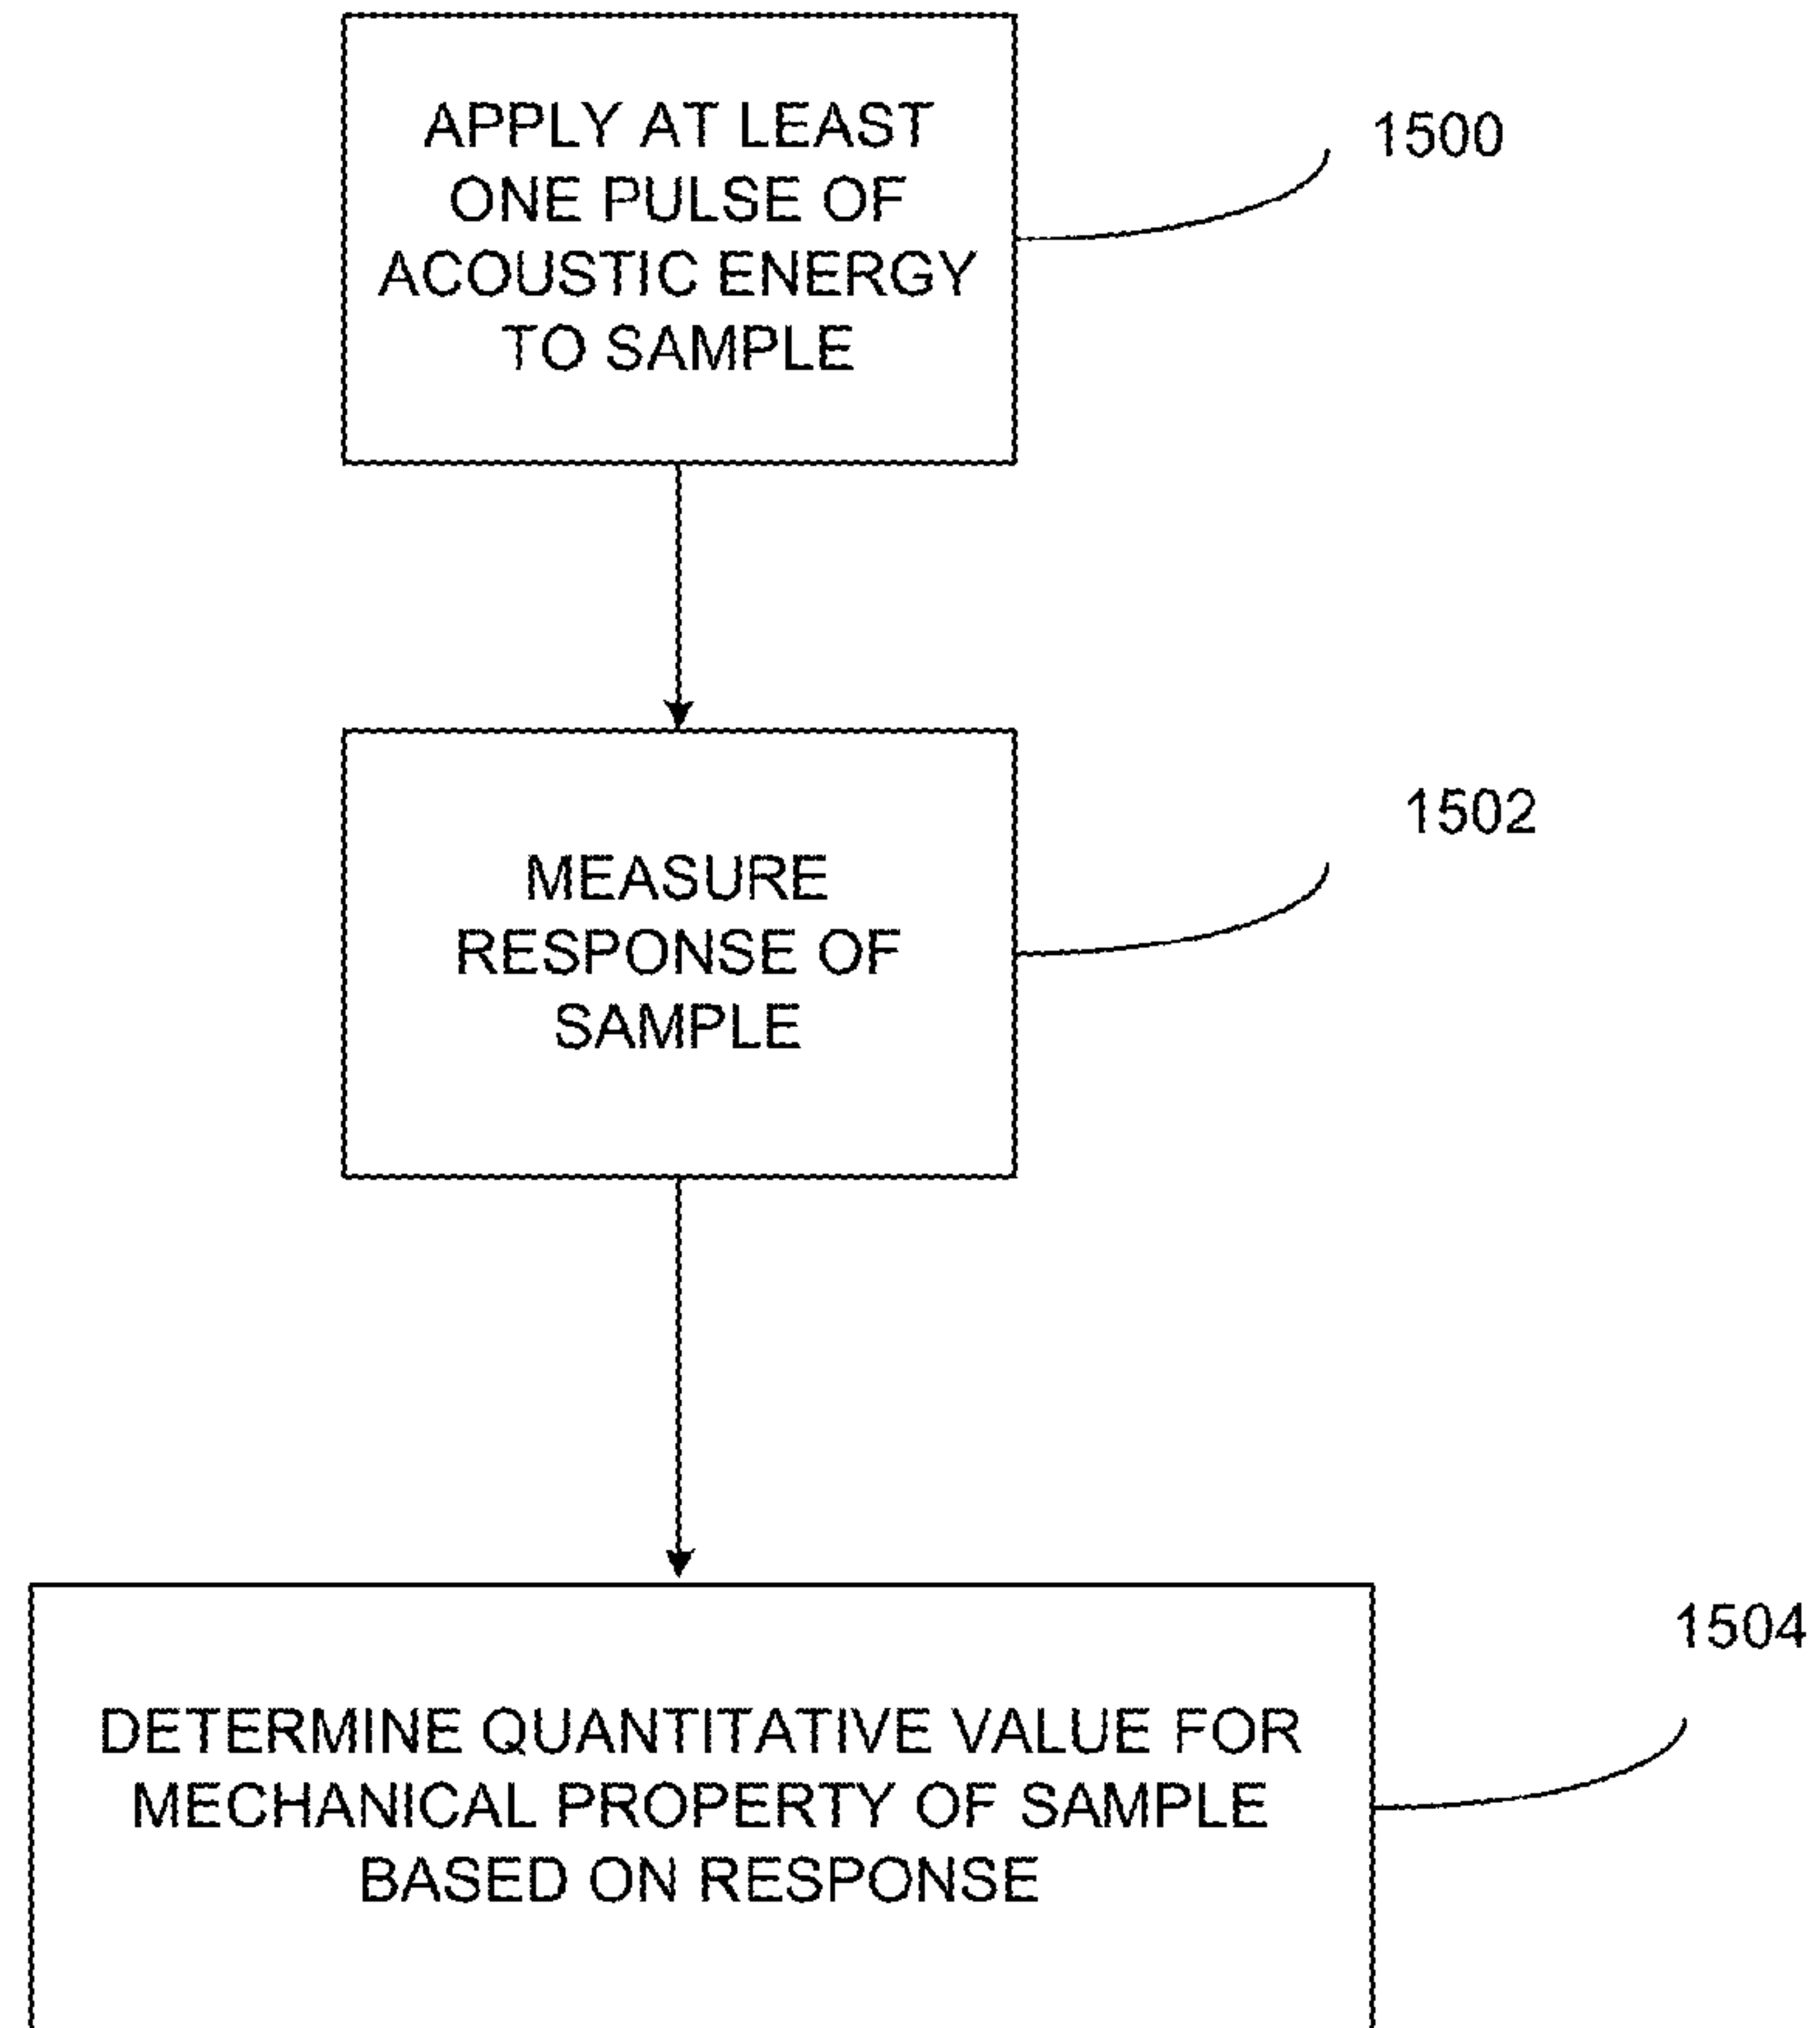 APPLY AT LEAST
ONE PULSE OF
ACOUSTIC ENERGY
TO SAMPLE
1500
MEASURE
RESPONSE OF
SAMPLE
1502
DETERMINE QUANTITATIVE VALUE FOR
MECHANICAL PROPERTY OF SAMPLE
BASED ON RESPONSE
1504